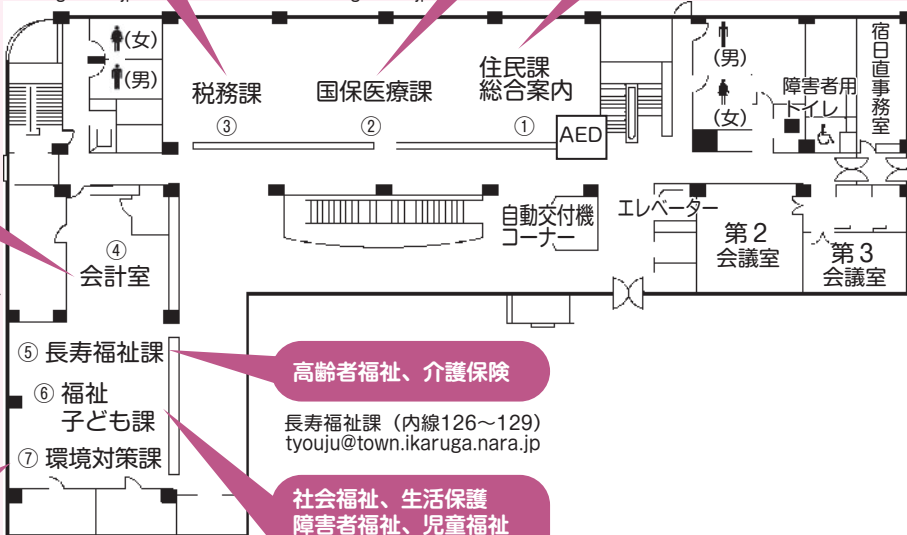 (女)
(男)
税務課
③
国保医療課
②
住民課
総合案内
①
AED
(男)
(女)
障害者用
トイレ
宿日直事務室
自動交付機
コーナー
エレベーター
第2
会議室
第3
会議室
④
会計室
⑤ 長寿福祉課
⑥ 福祉
子ども課
⑦ 環境対策課
高齢者福祉、介護保険
長寿福祉課（内線126～129）
tyouju@town.ikaruga.nara.jp
社会福祉、生活保護
障害者福祉、児童福祉